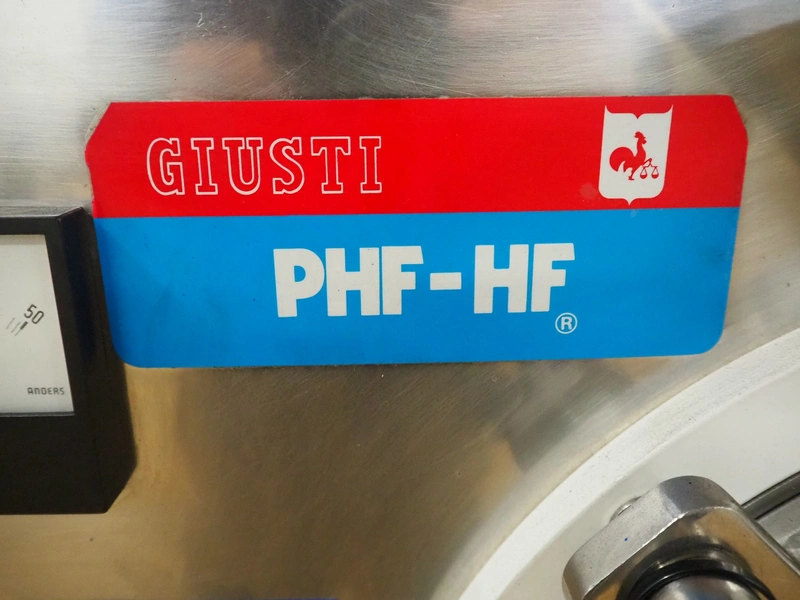 GIUSTI
PHF-HF
®
50
ANDERS